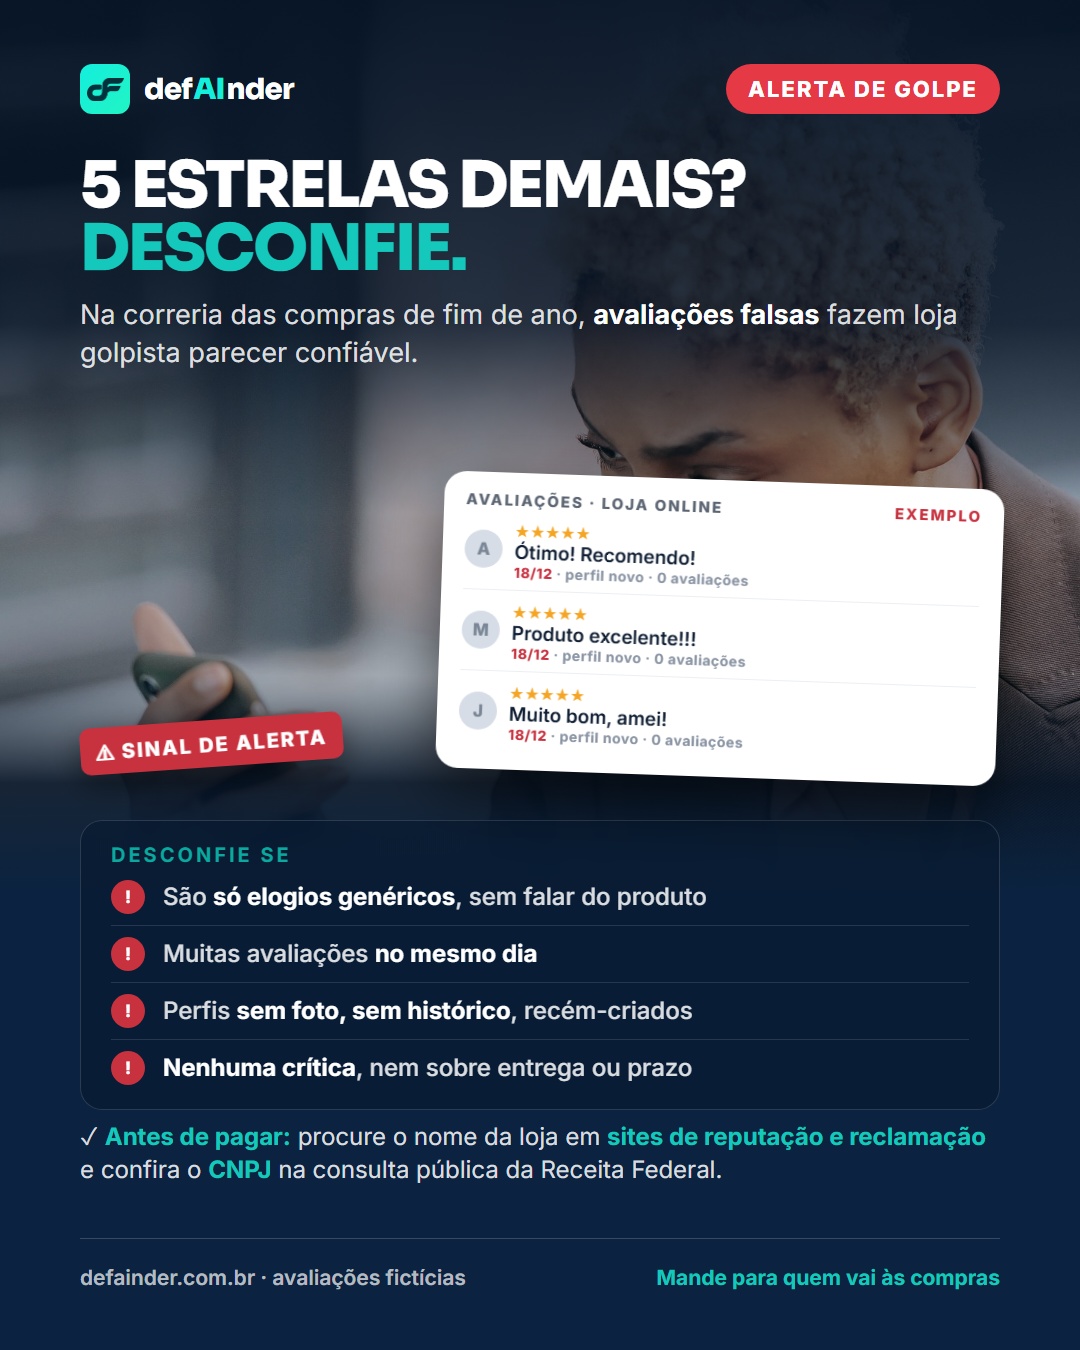 defAInder
ALERTA DE GOLPE
5 ESTRELAS DEMAIS?
DESCONFIE.
Na correria das compras de fim de ano, avaliações falsas fazem loja
golpista parecer confiável.
AVALIAÇÕES · LOJA ONLINE
EXEMPLO
A
★★★★★
Ótimo! Recomendo!
18/12 · perfil novo · 0 avaliações
M
★★★★★
Produto excelente!!!
18/12 · perfil novo · 0 avaliações
J
★★★★★
Muito bom, amei!
18/12 · perfil novo · 0 avaliações
⚠ SINAL DE ALERTA
DESCONFIE SE
! São só elogios genéricos, sem falar do produto
! Muitas avaliações no mesmo dia
! Perfis sem foto, sem histórico, recém-criados
! Nenhuma crítica, nem sobre entrega ou prazo
✓ Antes de pagar: procure o nome da loja em sites de reputação e reclamação
e confira o CNPJ na consulta pública da Receita Federal.
defainder.com.br · avaliações fictícias
Mande para quem vai às compras